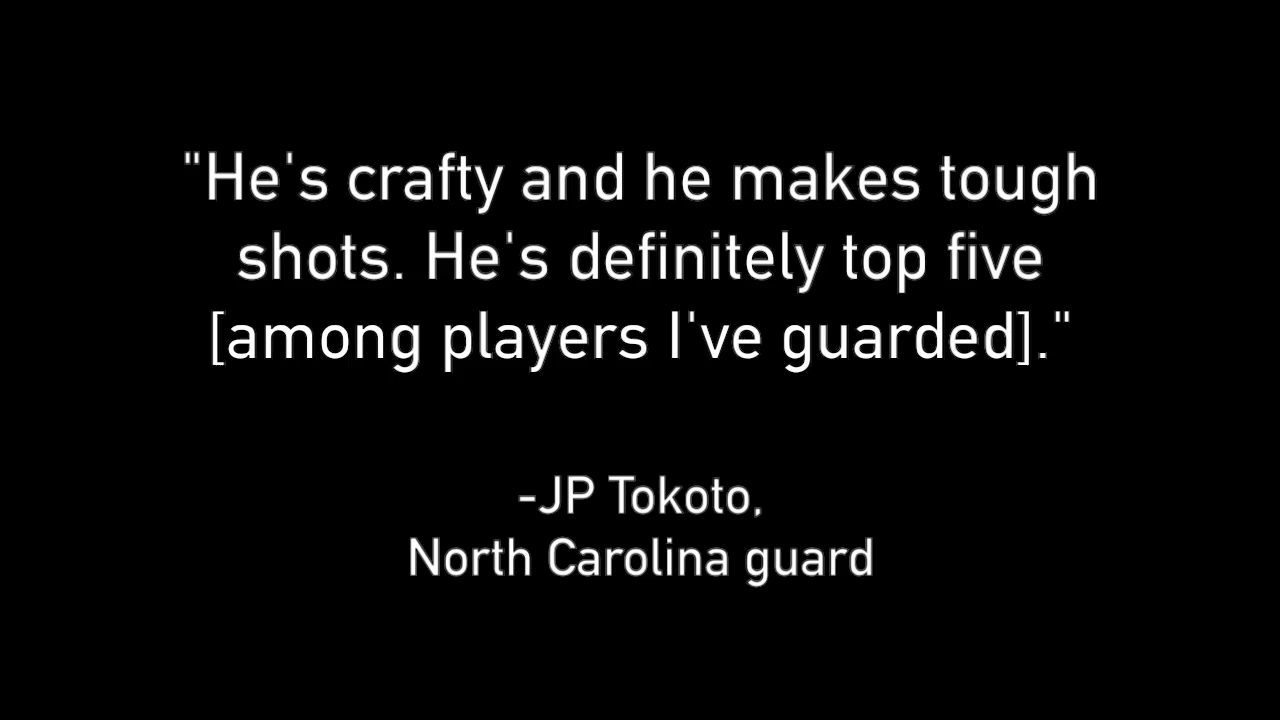 "He's crafty and he makes tough
shots. He's definitely top five
[among players I've guarded]."
-JP Tokoto,
North Carolina guard